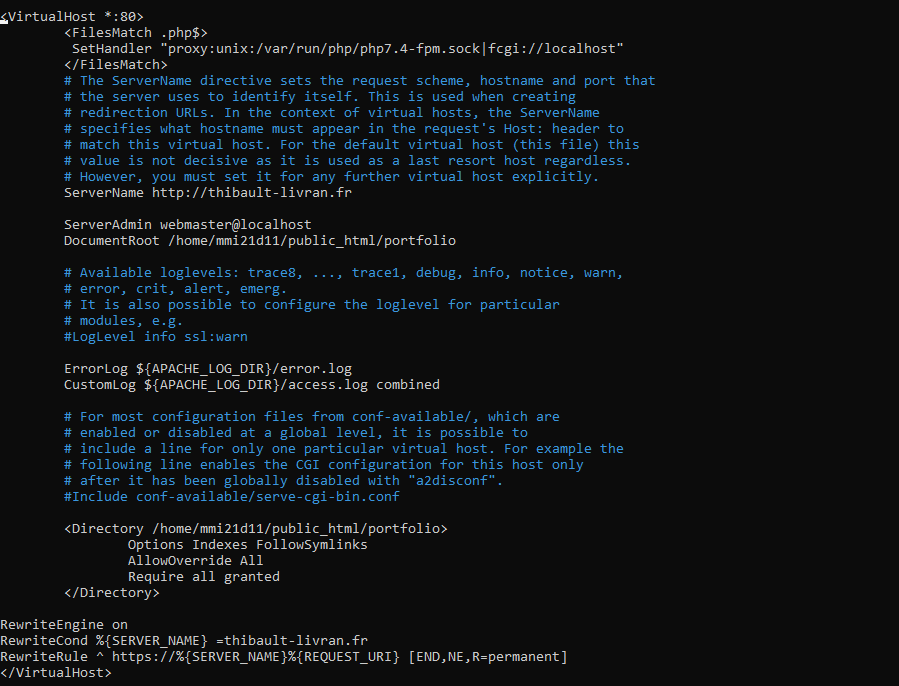 <VirtualHost *:80>
        <FilesMatch .php$>
         SetHandler "proxy:unix:/var/run/php/php7.4-fpm.sock|fcgi://localhost"
        </FilesMatch>
        # The ServerName directive sets the request scheme, hostname and port that
        # the server uses to identify itself. This is used when creating
        # redirection URLs. In the context of virtual hosts, the ServerName
        # specifies what hostname must appear in the request's Host: header to
        # match this virtual host. For the default virtual host (this file) this
        # value is not decisive as it is used as a last resort host regardless.
        # However, you must set it for any further virtual host explicitly.
        ServerName http://thibault-livran.fr

        ServerAdmin webmaster@localhost
        DocumentRoot /home/mmi21d11/public_html/portfolio

        # Available loglevels: trace8, ..., trace1, debug, info, notice, warn,
        # error, crit, alert, emerg.
        # It is also possible to configure the loglevel for particular
        # modules, e.g.
        #LogLevel info ssl:warn

        ErrorLog ${APACHE_LOG_DIR}/error.log
        CustomLog ${APACHE_LOG_DIR}/access.log combined

        # For most configuration files from conf-available/, which are
        # enabled or disabled at a global level, it is possible to
        # include a line for only one particular virtual host. For example the
        # following line enables the CGI configuration for this host only
        # after it has been globally disabled with "a2disconf".
        #Include conf-available/serve-cgi-bin.conf

        <Directory /home/mmi21d11/public_html/portfolio>
                Options Indexes FollowSymlinks
                AllowOverride All
                Require all granted
        </Directory>

RewriteEngine on
RewriteCond %{SERVER_NAME} =thibault-livran.fr
RewriteRule ^ https://%{SERVER_NAME}%{REQUEST_URI} [END,NE,R=permanent]
</VirtualHost>